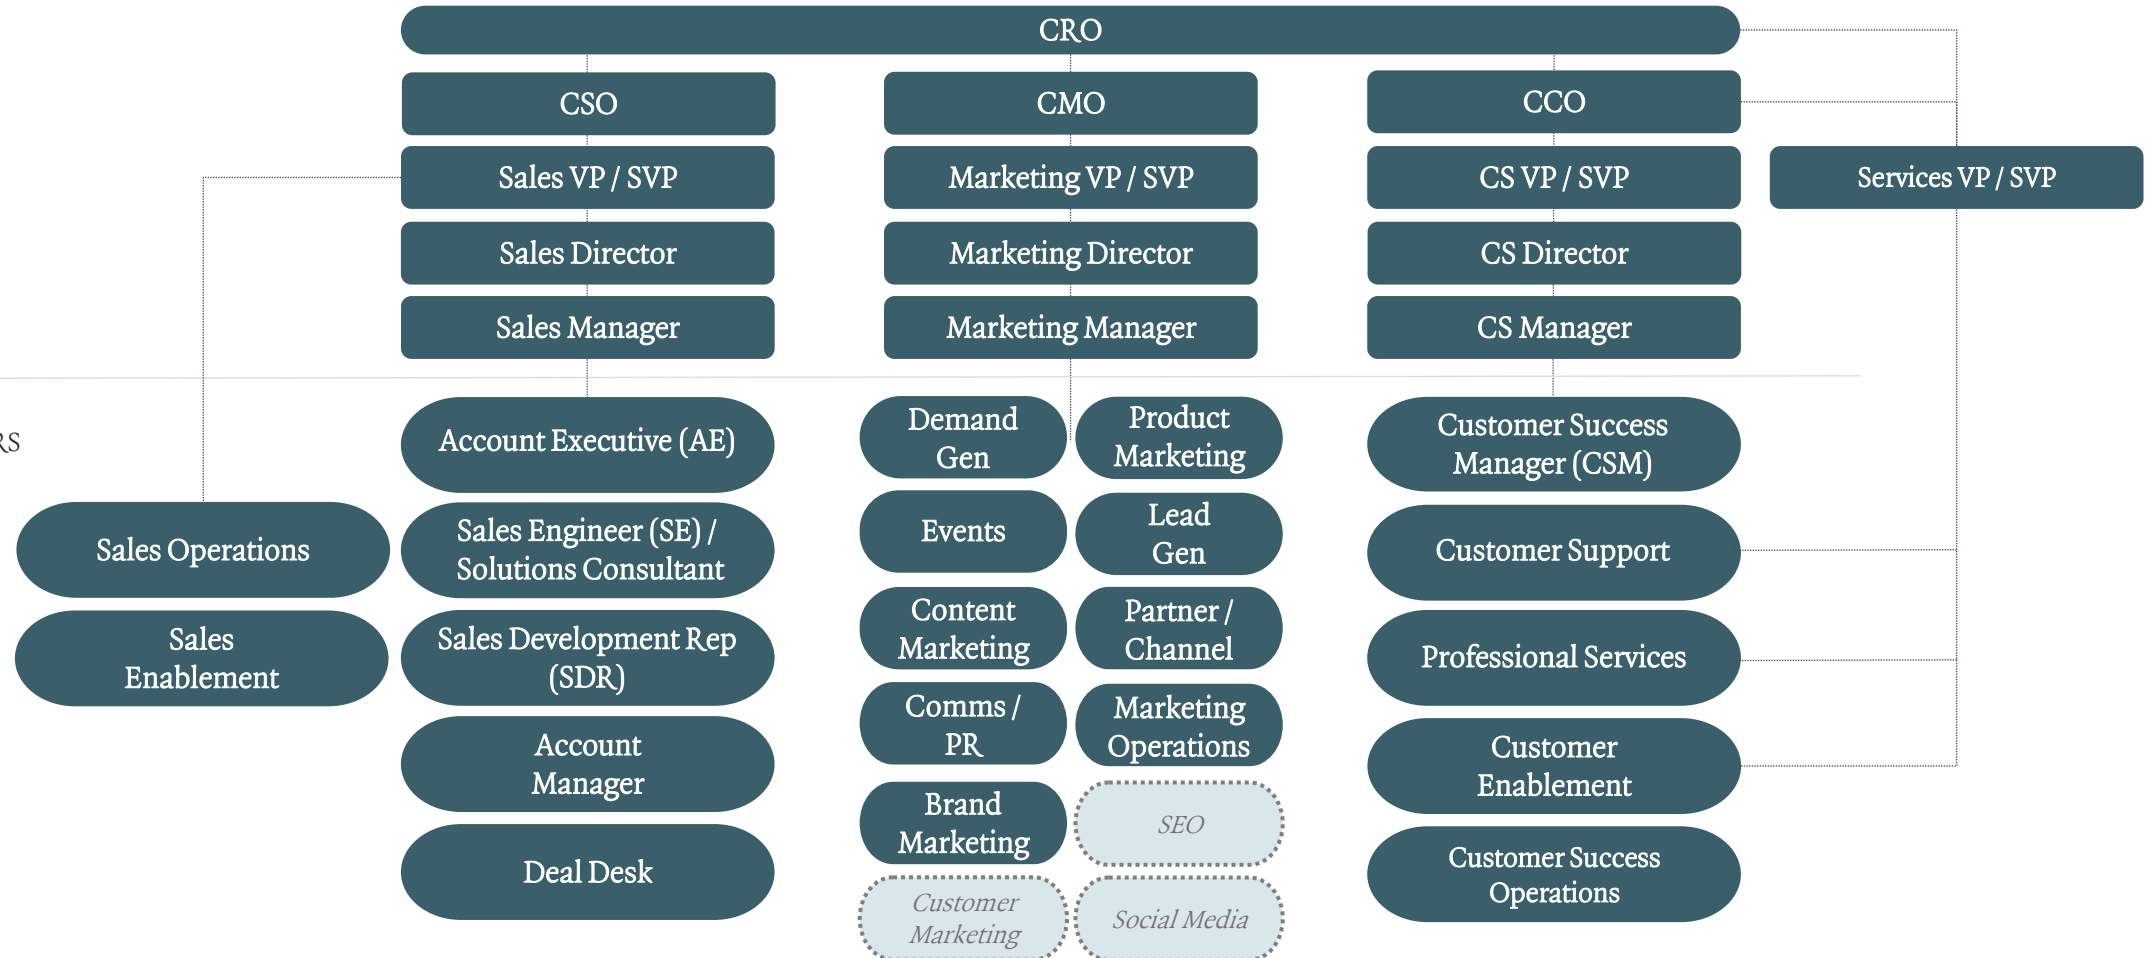 CRO
CSO
CMO
CCO
Sales VP / SVP
Marketing VP / SVP
CS VP / SVP
Services VP / SVP
Sales Director
Marketing Director
CS Director
Sales Manager
Marketing Manager
CS Manager
RS
Sales Operations
Sales
Enablement
Account Executive (AE)
Sales Engineer (SE) /
Solutions Consultant
Sales Development Rep
(SDR)
Account
Manager
Deal Desk
Demand
Gen
Product
Marketing
Events
Lead
Gen
Content
Marketing
Partner /
Channel
Comms /
PR
Marketing
Operations
Brand
Marketing
SEO
Customer
Marketing
Social Media
Customer Success
Manager (CSM)
Customer Support
Professional Services
Customer
Enablement
Customer Success
Operations